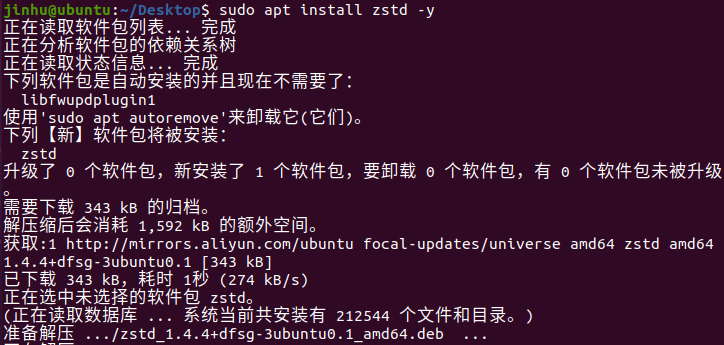 jinhu@ubuntu:~/Desktop$ sudo apt install zstd -y
正在读取软件包列表... 完成
正在分析软件包的依赖关系树
正在读取状态信息... 完成
下列软件包是自动安装的并且现在不需要了：
  libfwupdplugin1
使用'sudo apt autoremove'来卸载它(它们)。
下列【新】软件包将被安装：
  zstd
升级了 0 个软件包，新安装了 1 个软件包，要卸载 0 个软件包，有 0 个软件包未被升级
。
需要下载 343 kB 的归档。
解压缩后会消耗 1,592 kB 的额外空间。
获取:1 http://mirrors.aliyun.com/ubuntu focal-updates/universe amd64 zstd amd64
1.4.4+dfsg-3ubuntu0.1 [343 kB]
已下载 343 kB，耗时 1秒 (274 kB/s)
正在选中未选择的软件包 zstd。
(正在读取数据库 ... 系统当前共安装有 212544 个文件和目录。)
准备解压 .../zstd_1.4.4+dfsg-3ubuntu0.1_amd64.deb  ...